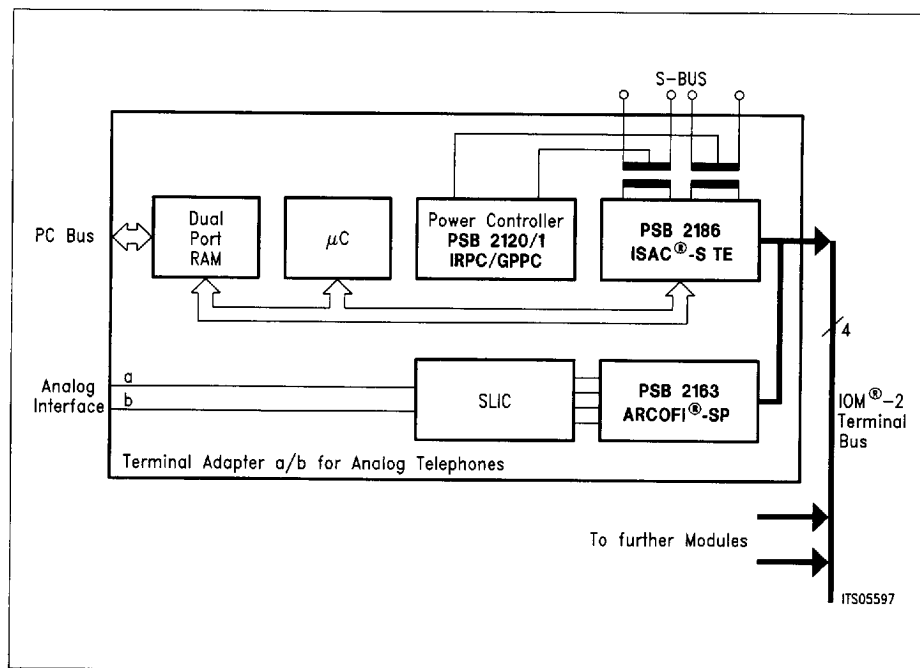 S-BUS
PC Bus
Dual
Port
RAM
µC
Power Controller
PSB 2120/1
IRPC/GPPC
PSB 2186
ISAC®-S TE
4
Analog
Interface
a
b
SLIC
PSB 2163
ARCOFI®-SP
IOM®-2
Terminal
Bus
Terminal Adapter a/b for Analog Telephones
To further Modules
ITS05597